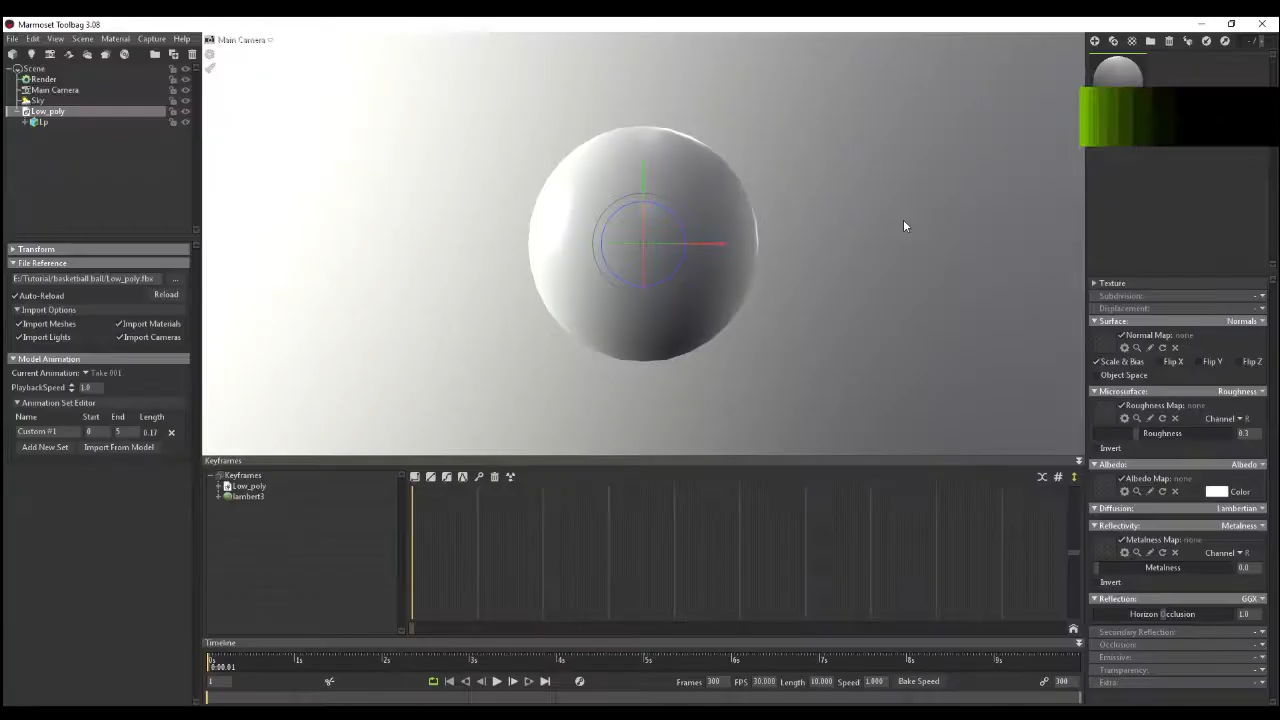 Marmoset Toolbag 3.08
File Edit View Scene Material Capture Help
Main Camera
Scene
Render
Main Camera
Sky
Low_poly
Lp
Transform
File Reference
E:/Tutorial/basketball ball/Low_poly.fbx ...
Auto-Reload Reload
Import Options
Import Meshes Import Materials
Import Lights Import Cameras
Model Animation
Current Animation: Take 001
PlaybackSpeed 1.0
Animation Set Editor
Name Start End Length
Custom #1 0 5 0.17
Add New Set Import From Model
Keyframes
Keyframes
Low_poly
lambert3
Timeline
0s 1s 2s 3s 4s 5s 6s 7s 8s 9s
0:00.01
1
Frames 300 FPS 30.000 Length 10.000 Speed 1.000 Bake Speed 300
Texture
Subdivision:
Displacement:
Surface: Normals
Normal Map: none
Scale & Bias Flip X Flip Y Flip Z
Object Space
Microsurface: Roughness
Roughness Map: none
Channel R
Roughness 0.3
Invert
Albedo: Albedo
Albedo Map: none
Color
Diffusion: Lambertian
Reflectivity: Metalness
Metalness Map: none
Channel R
Metalness 0.0
Invert
Reflection: GGX
Horizon Occlusion 1.0
Secondary Reflection:
Occlusion:
Emissive:
Transparency:
Extra: